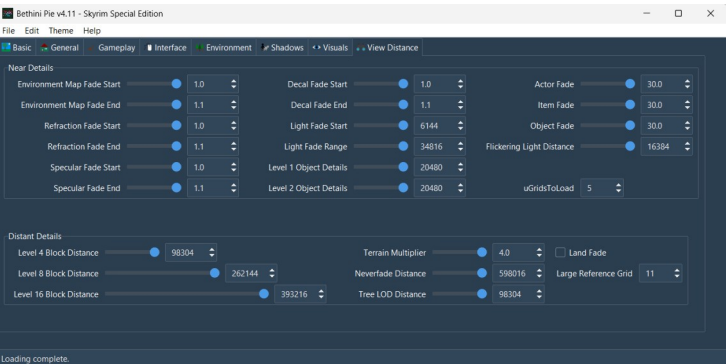 Bethini Pie v4.11 - Skyrim Special Edition
File Edit Theme Help
Basic General Gameplay Interface Environment Shadows Visuals View Distance
Near Details
Environment Map Fade Start 1.0 Decal Fade Start 1.0 Actor Fade 30.0
Environment Map Fade End 1.1 Decal Fade End 1.1 Item Fade 30.0
Refraction Fade Start 1.0 Light Fade Start 6144 Object Fade 30.0
Refraction Fade End 1.1 Light Fade Range 34816 Flickering Light Distance 16384
Specular Fade Start 1.0 Level 1 Object Details 20480
Specular Fade End 1.1 Level 2 Object Details 20480 uGridsToLoad 5
Distant Details
Level 4 Block Distance 98304 Terrain Multiplier 4.0 Land Fade
Level 8 Block Distance 262144 Neverfade Distance 598016 Large Reference Grid 11
Level 16 Block Distance 393216 Tree LOD Distance 98304
Loading complete.